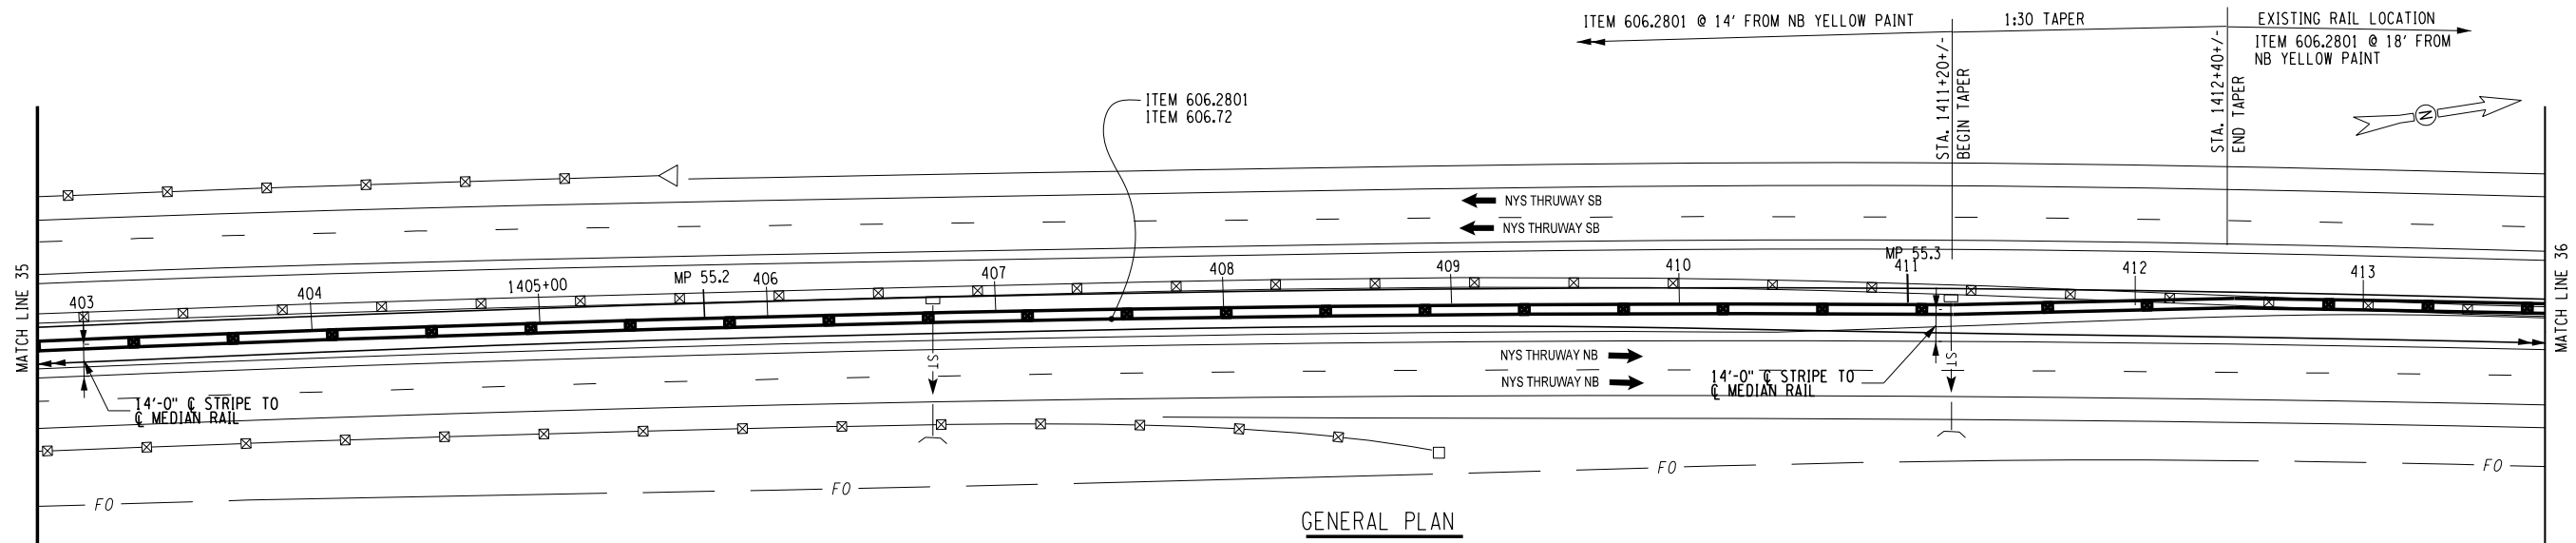 ITEM 606.2801 @ 14' FROM NB YELLOW PAINT
1:30 TAPER
EXISTING RAIL LOCATION
ITEM 606.2801 @ 18' FROM
NB YELLOW PAINT
STA. 1411+20+/-
BEGIN TAPER
STA. 1412+40+/-
END TAPER
N
ITEM 606.2801
ITEM 606.72
NYS THRUWAY SB
NYS THRUWAY SB
MATCH LINE 35
MATCH LINE 36
403
404
1405+00
MP 55.2
406
407
408
409
410
MP 55.3
411
412
413
ST
ST
NYS THRUWAY NB
NYS THRUWAY NB
14'-0" ℄ STRIPE TO
℄ MEDIAN RAIL
14'-0" ℄ STRIPE TO
℄ MEDIAN RAIL
FO
FO
FO
FO
GENERAL PLAN